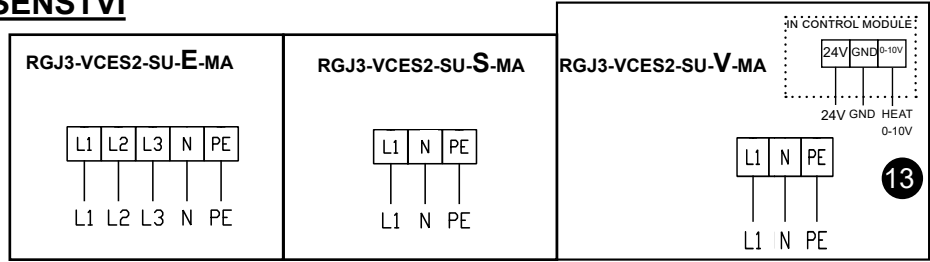 SENSTVÍ
RGJ3-VCES2-SU-E-MA
L1 L2 L3 N PE
L1 L2 L3 N PE
RGJ3-VCES2-SU-S-MA
L1 N PE
L1 N PE
RGJ3-VCES2-SU-V-MA
IN CONTROL MODULE
24V GND 0-10V
24V GND HEAT
0-10V
L1 N PE
13
L1 N PE